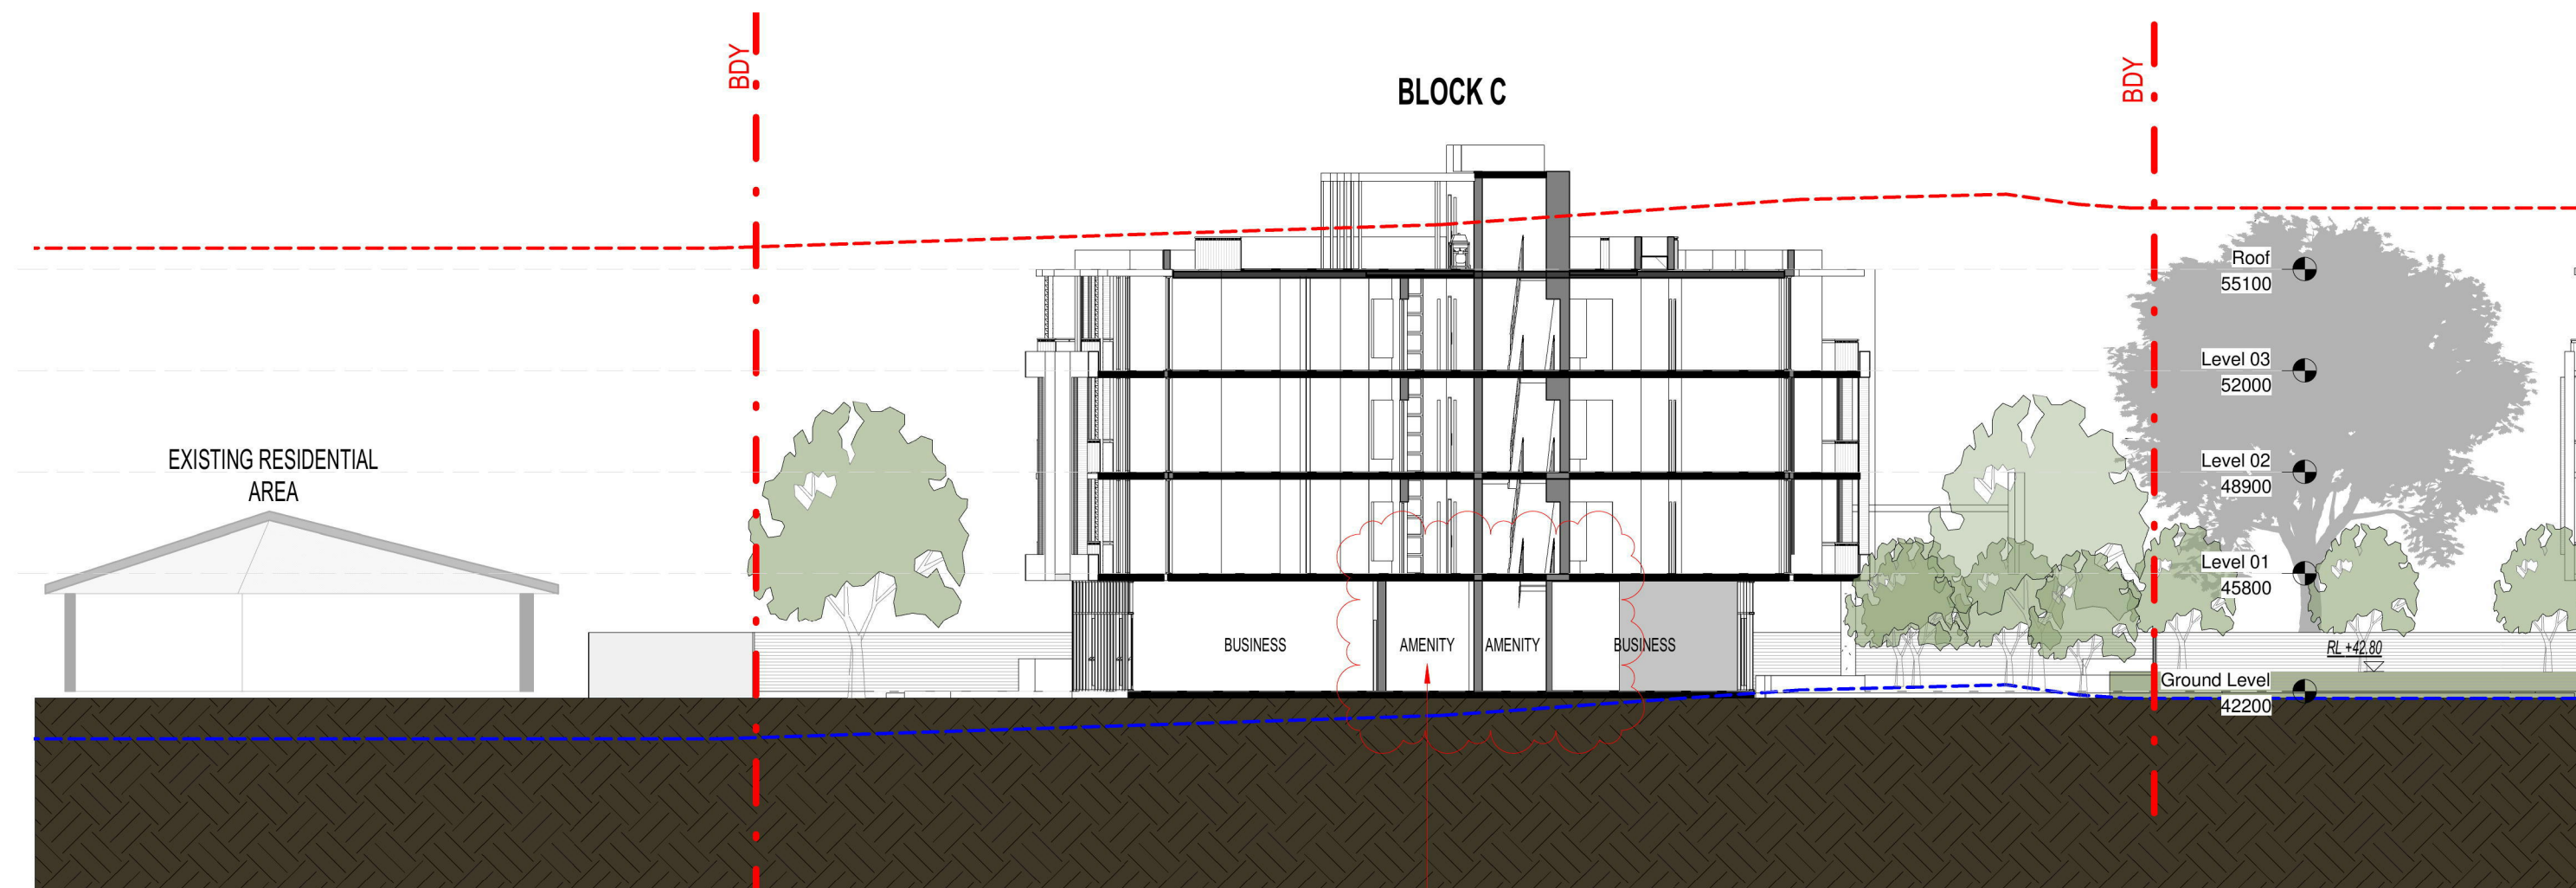 BDY
BDY
BLOCK C
Roof
55100
Level 03
52000
EXISTING RESIDENTIAL
AREA
Level 02
48900
Level 01
45800
BUSINESS
AMENITY
AMENITY
BUSINESS
RL +42.80
Ground Level
42200